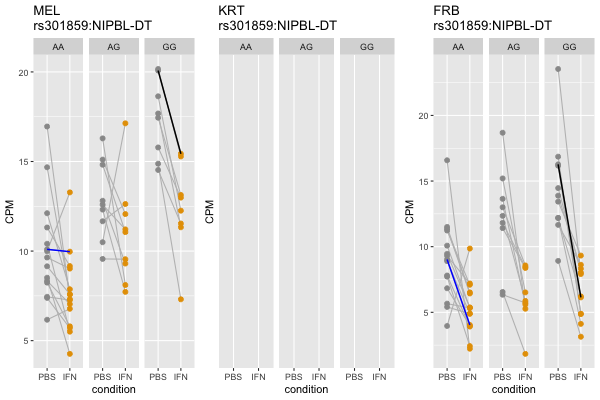 MEL
rs301859:NIPBL-DT
AA AG GG
CPM
20
15
10
5
PBS IFN PBS IFN PBS IFN
condition
KRT
rs301859:NIPBL-DT
AA AG GG
CPM
PBS IFN PBS IFN PBS IFN
condition
FRB
rs301859:NIPBL-DT
AA AG GG
CPM
20
15
10
5
PBS IFN PBS IFN PBS IFN
condition